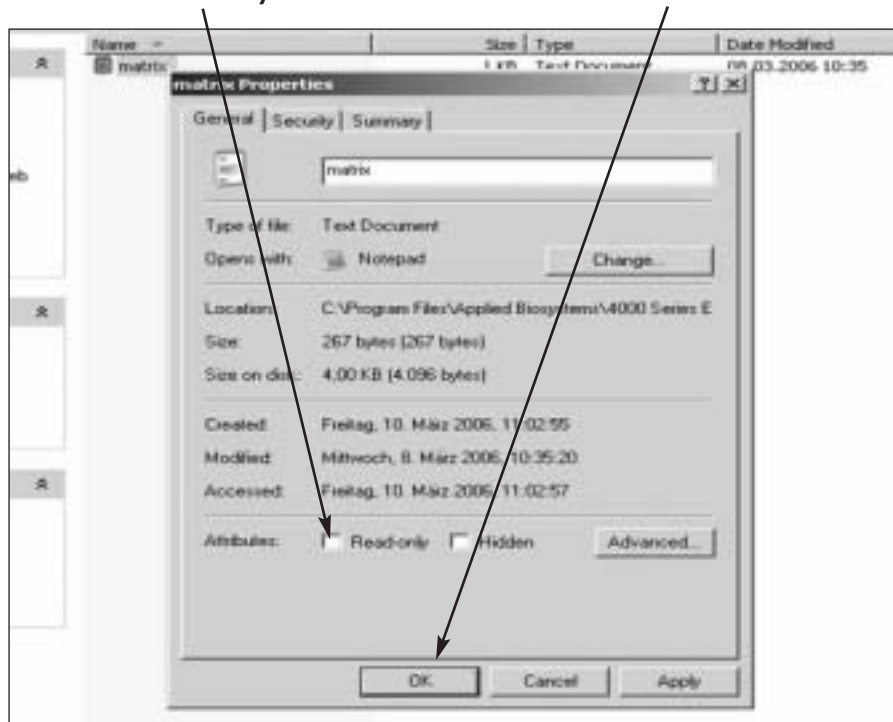 Name Size Type Date Modified
matrix 1 KB Text Document 08.03.2006 10:35
matrix Properties
General Security Summary
matrix
Type of file: Text Document
Opens with: Notepad Change...
Location: C:\Program Files\Applied Biosystems\4000 Series E
Size: 267 bytes (267 bytes)
Size on disk: 4,00 KB (4.096 bytes)
Created: Freitag, 10. März 2006, 11:02:55
Modified: Mittwoch, 8. März 2006, 10:35:20
Accessed: Freitag, 10. März 2006, 11:02:57
Attributes: Read-only Hidden Advanced...
OK Cancel Apply